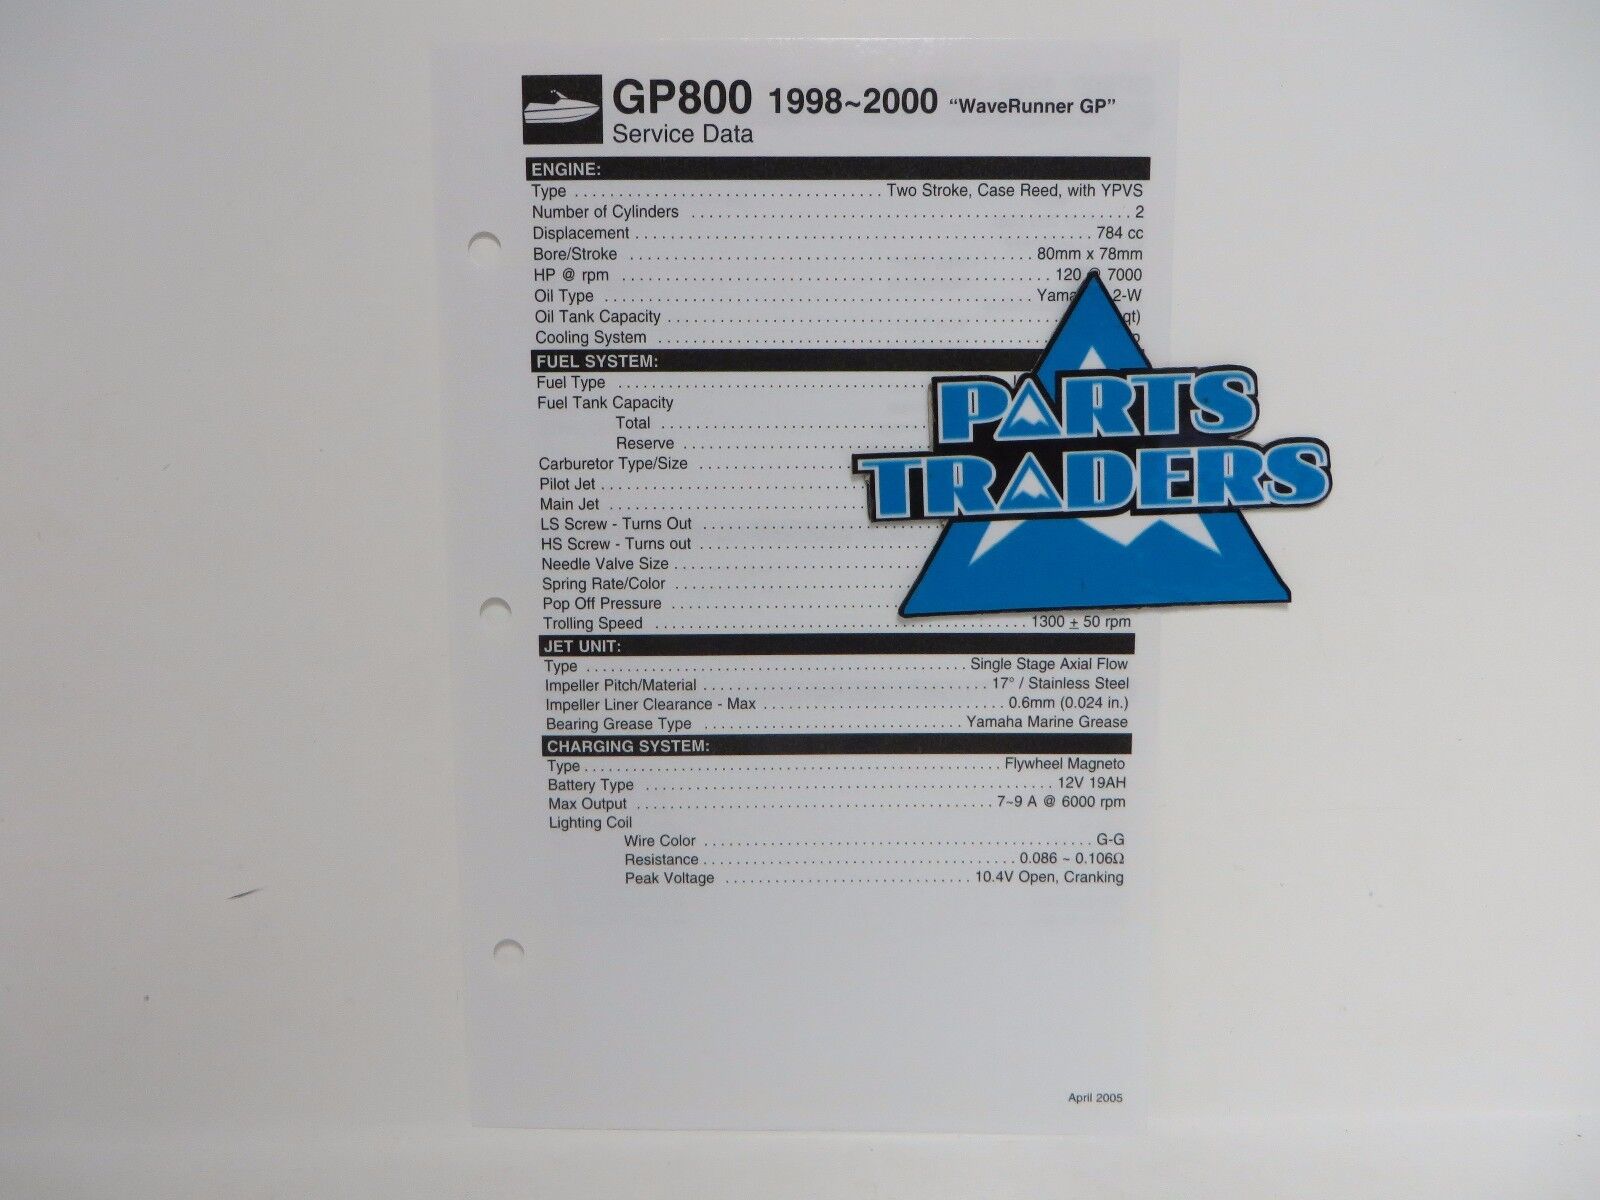 GP800 1998~2000 "WaveRunner GP"
Service Data
ENGINE:
Type Two Stroke, Case Reed, with YPVS
Number of Cylinders 2
Displacement 784 cc
Bore/Stroke 80mm x 78mm
HP @ rpm 120 @ 7000
Oil Type 2-W
Oil Tank Capacity qt)
Cooling System
FUEL SYSTEM:
Fuel Type
Fuel Tank Capacity
Total
Reserve
Carburetor Type/Size
Pilot Jet
Main Jet
LS Screw - Turns Out
HS Screw - Turns out
Needle Valve Size
Spring Rate/Color
Pop Off Pressure
Trolling Speed 1300 ± 50 rpm
JET UNIT:
Type Single Stage Axial Flow
Impeller Pitch/Material 17° / Stainless Steel
Impeller Liner Clearance - Max 0.6mm (0.024 in.)
Bearing Grease Type Yamaha Marine Grease
CHARGING SYSTEM:
Type Flywheel Magneto
Battery Type 12V 19AH
Max Output 7~9 A @ 6000 rpm
Lighting Coil
Wire Color G-G
Resistance 0.086 ~ 0.106Ω
Peak Voltage 10.4V Open, Cranking
April 2005
PARTS
TRADERS